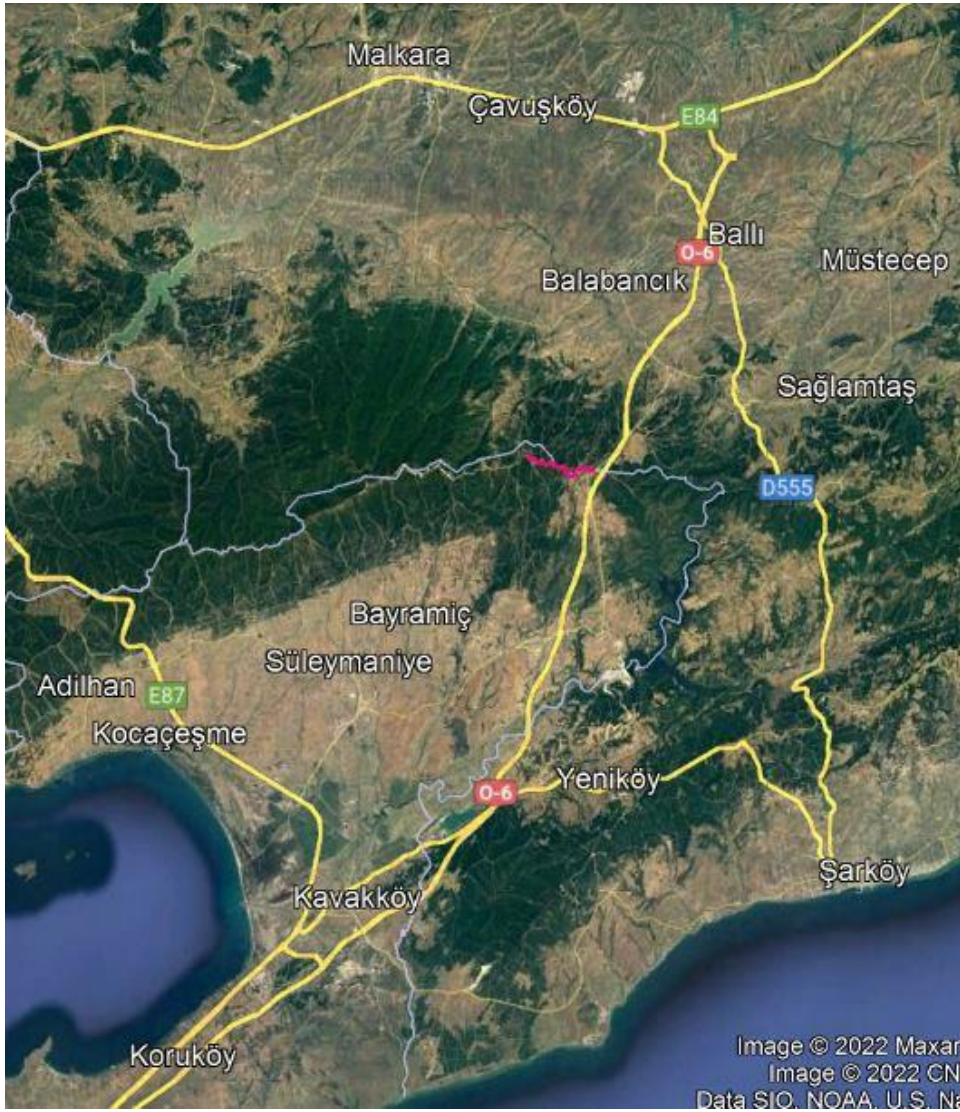 Malkara
Çavuşköy
E84
Ballı
O-6
Müstecep
Balabancık
Sağlamtaş
D555
Bayramiç
Süleymaniye
Adilhan
E87
Kocaçeşme
Yeniköy
O-6
Şarköy
Kavakköy
Koruköy
Image © 2022 Maxar
Image © 2022 CN
Data SIO, NOAA, U.S. Na